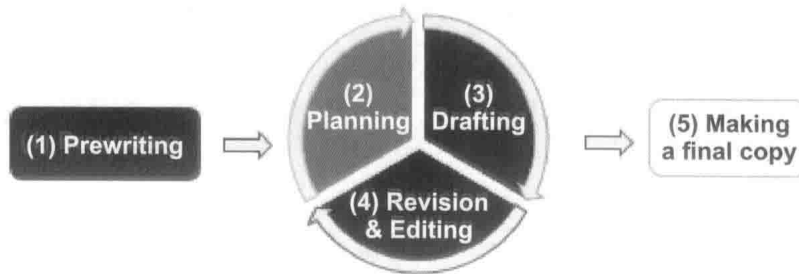 (1) Prewriting
(2)
Planning
(3)
Drafting
(4) Revision
& Editing
(5) Making
a final copy